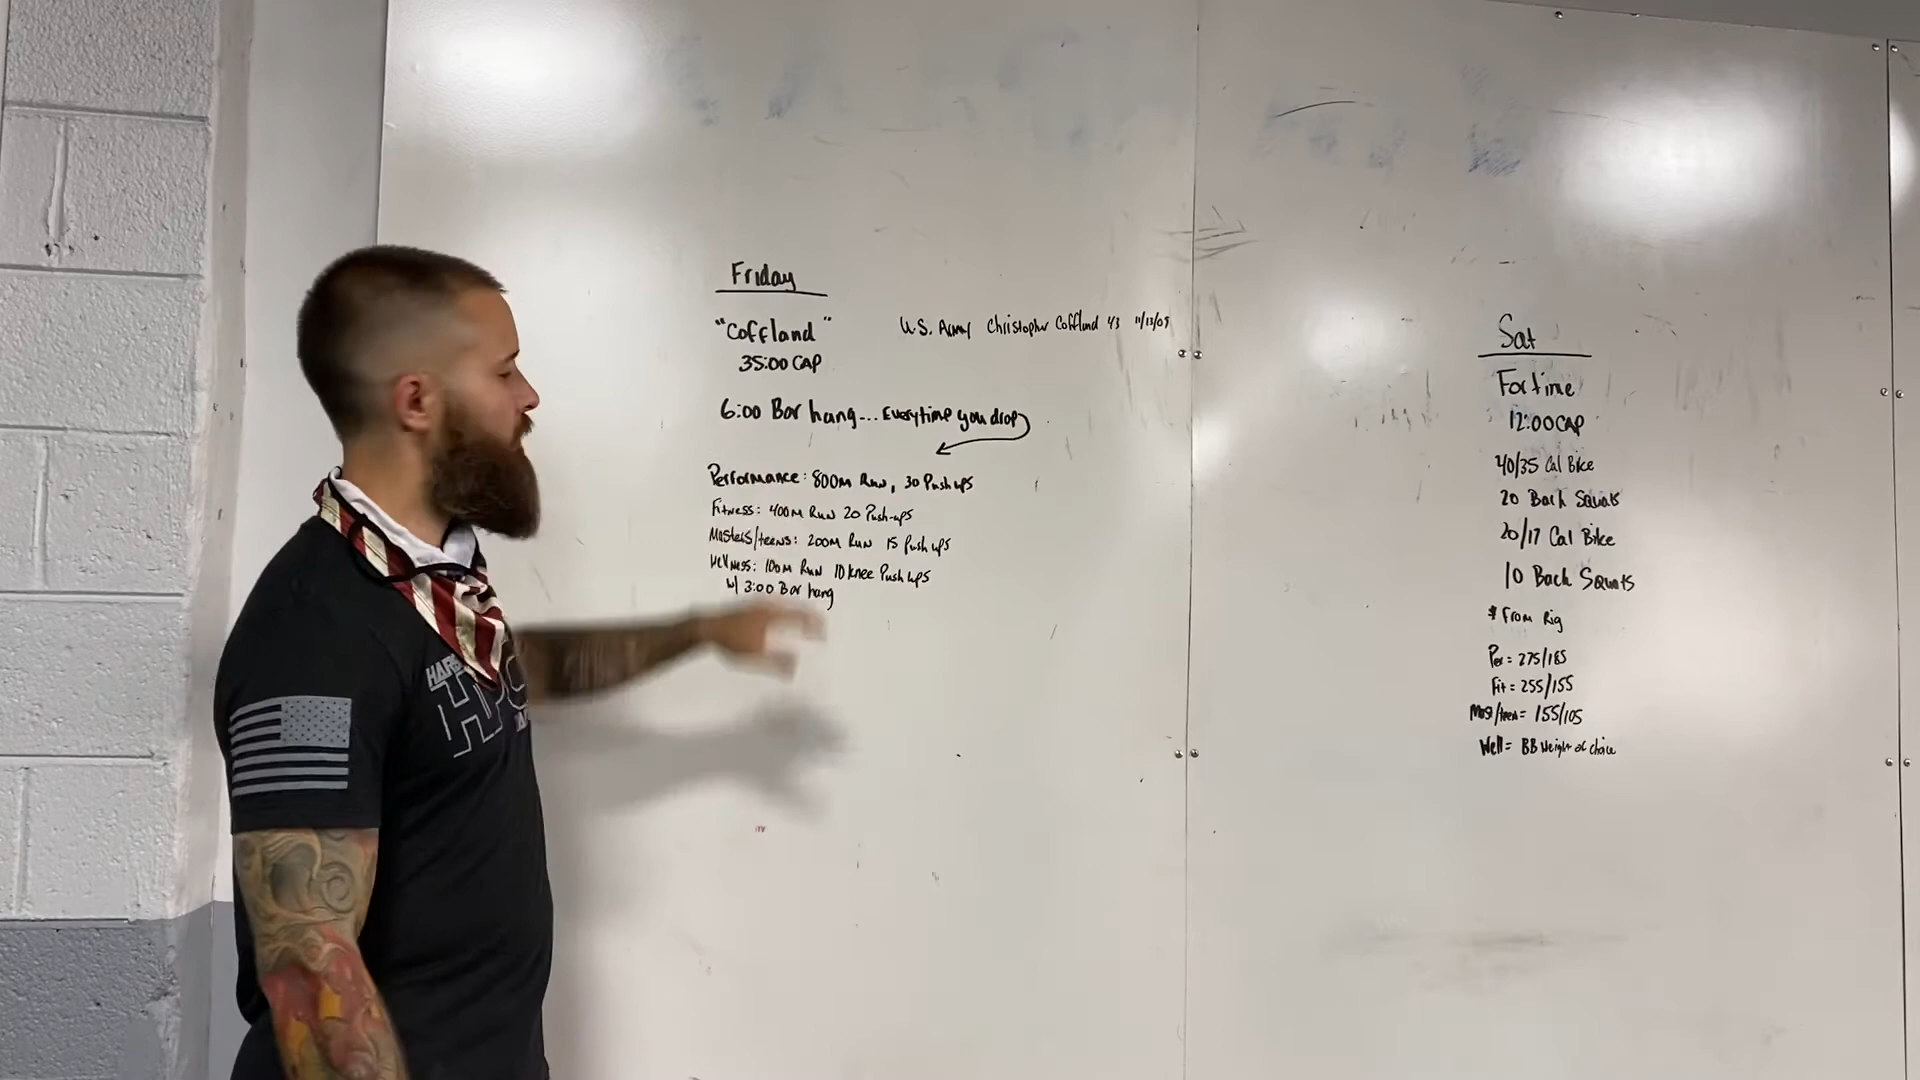 Friday
"Coffland"
35:00 CAP
U.S. Army Christopher Coffland 43 11/13/09
6:00 Bar hang... Everytime you drop
Performance: 800m Run, 30 Push ups
Fitness: 400m Run 20 Push-ups
Masters/teens: 200m Run 15 Push ups
Wellness: 100m Run 10 knee Push ups
w/ 3:00 Bar hang
Sat
For time
12:00 CAP
40/35 Cal Bike
20 Back Squats
20/17 Cal Bike
10 Back Squats
* From Rig
Per = 275/185
Fit = 255/155
Mast/teen = 155/105
Well = BB Weight of choice